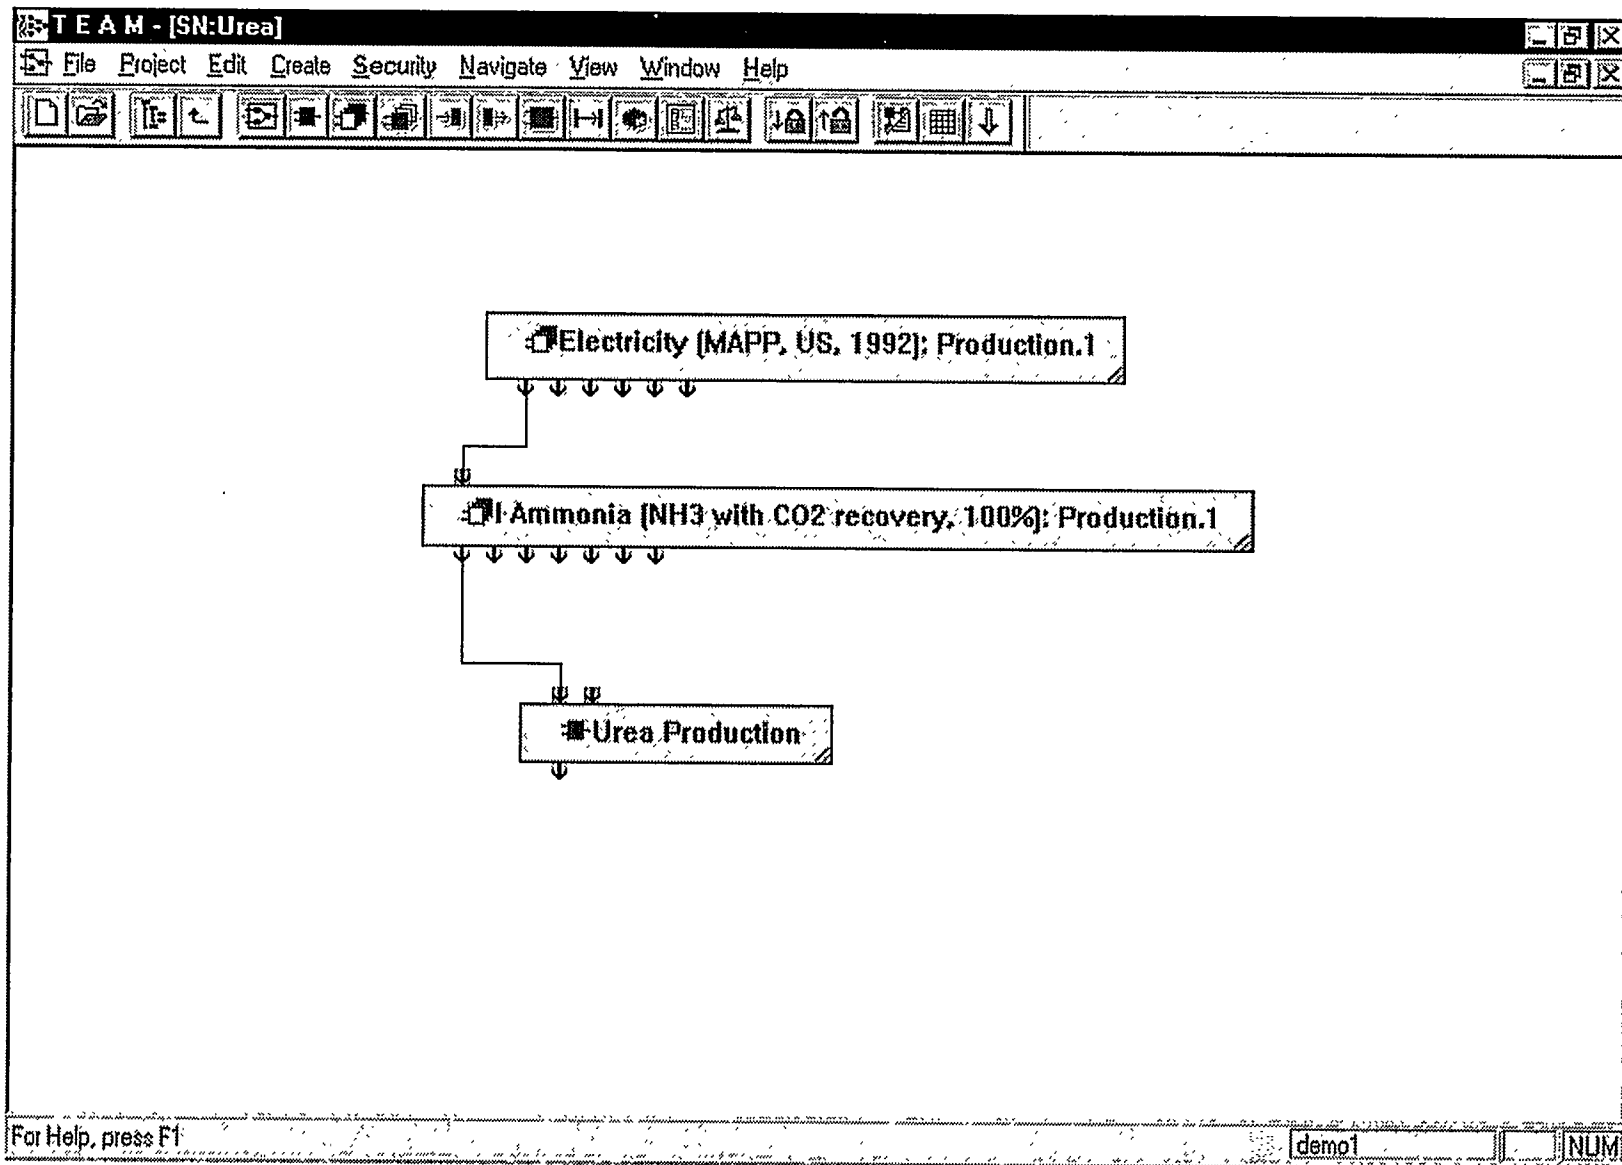 T E A M - [SN:Urea]
File Project Edit Create Security Navigate View Window Help
Electricity (MAPP, US, 1992): Production.1
I Ammonia (NH3 with CO2 recovery, 100%): Production.1
Urea Production
For Help, press F1 demo1 NUM